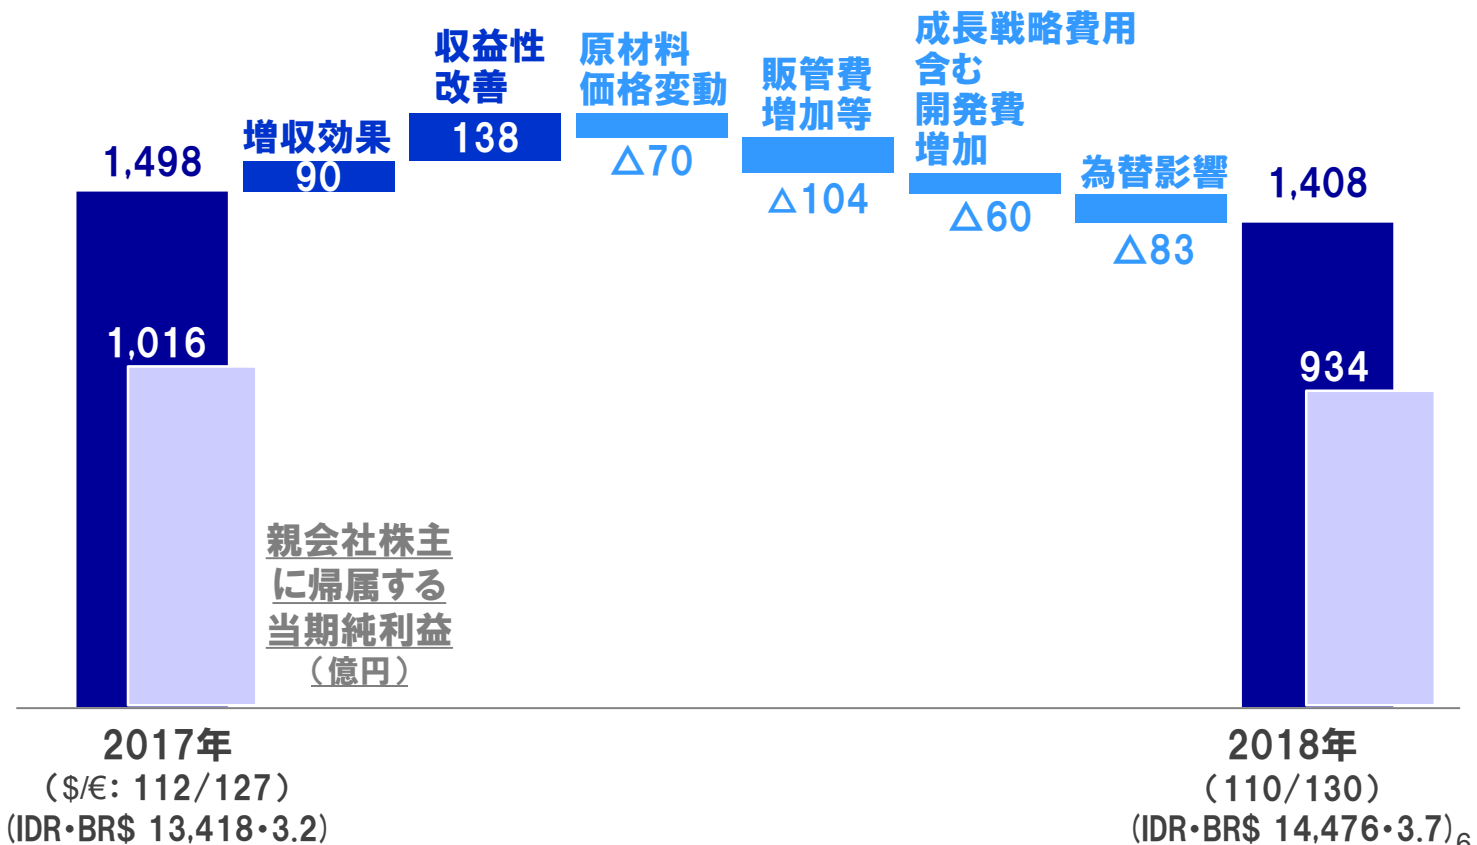 1,498
1,016
増収効果
90
収益性
改善
138
原材料
価格変動
△70
販管費
増加等
△104
成長戦略費用
含む
開発費
増加
△60
為替影響
△83
1,408
934
親会社株主
に帰属する
当期純利益
（億円）
2017年
（$/€： 112/127）
(IDR・BR$ 13,418・3.2)
2018年
（110/130）
(IDR・BR$ 14,476・3.7)
6